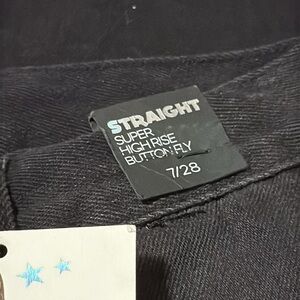 STRAIGHT
SUPER
HIGH RISE
BUTTON FLY
7/28